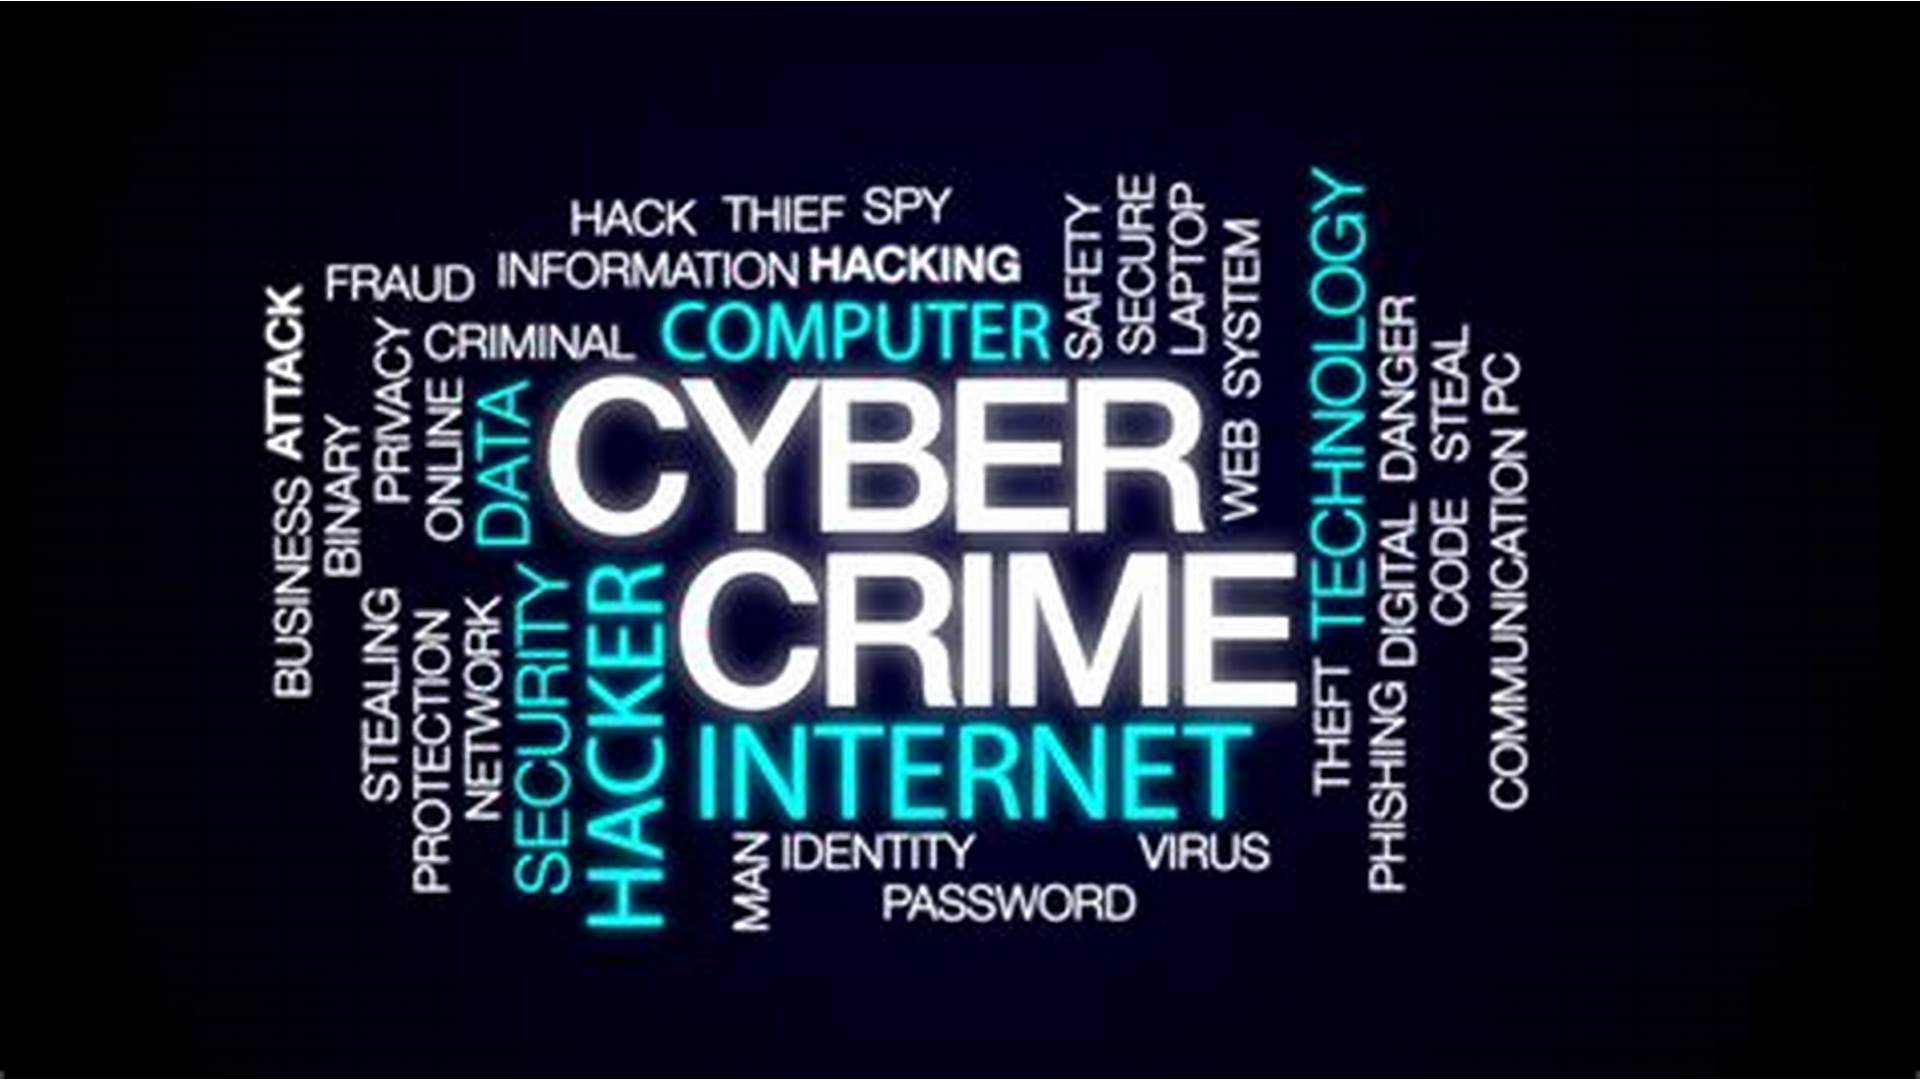 HACK THIEF SPY
FRAUD INFORMATION HACKING
CRIMINAL COMPUTER
CYBER
CRIME
INTERNET
IDENTITY VIRUS
PASSWORD
BUSINESS ATTACK
BINARY
PRIVACY
ONLINE
DATA
STEALING
PROTECTION
NETWORK
SECURITY
HACKER
MAN
SAFETY
SECURE
LAPTOP
WEB SYSTEM
THEFT TECHNOLOGY
PHISHING DIGITAL DANGER
CODE STEAL
COMMUNICATION PC